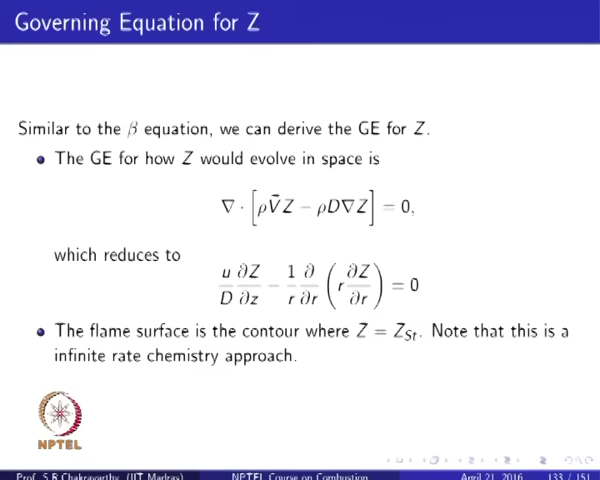 Governing Equation for Z
Similar to the β equation, we can derive the GE for Z.
The GE for how Z would evolve in space is
∇ · [ρV̄Z − ρD∇Z] = 0,
which reduces to
u/D ∂Z/∂z − 1/r ∂/∂r (r ∂Z/∂r) = 0
The flame surface is the contour where Z = Z_St. Note that this is a
infinite rate chemistry approach.
NPTEL
Prof. S.R.Chakravarthy (IIT Madras) NPTEL Course on Combustion April 21, 2016 133 / 151